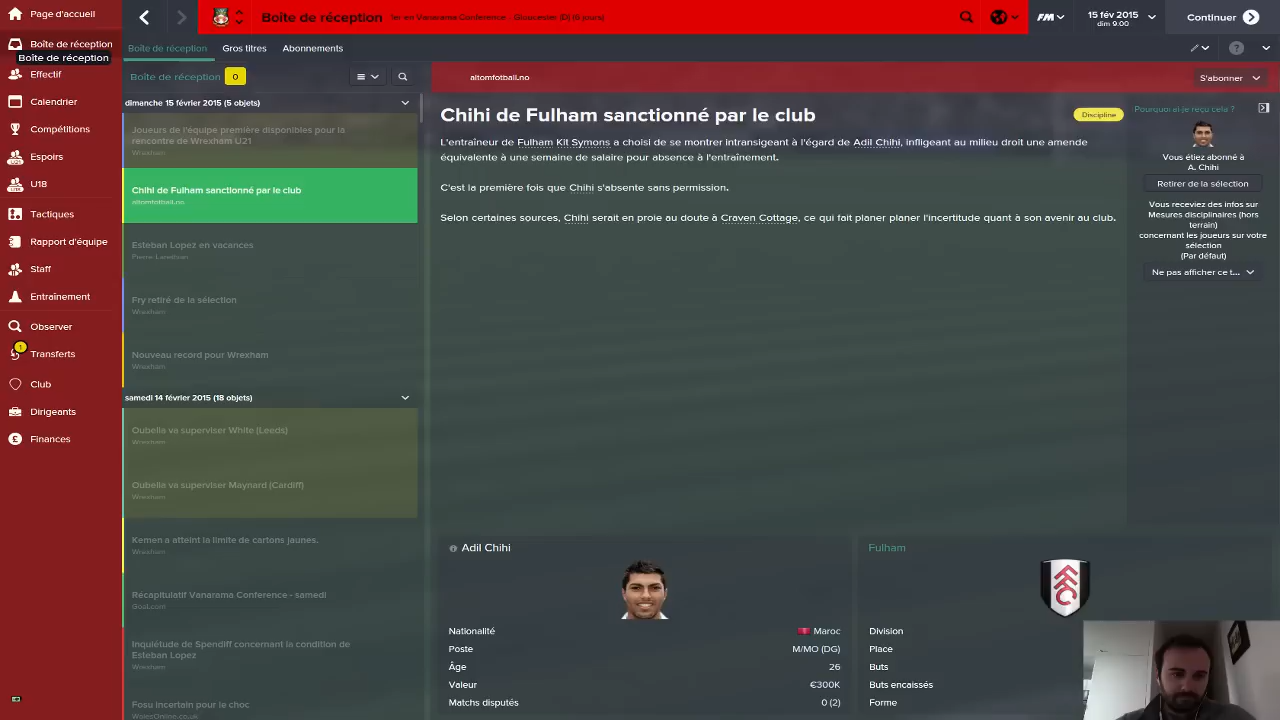 Page d'accueil
Boîte de réception
Boîte de réception
Effectif
Calendrier
Compétitions
Espoirs
U18
Tactiques
Rapport d'équipe
Staff
Entraînement
Observer
1
Transferts
Club
Dirigeants
Finances
Boîte de réception
1er en Vanarama Conference - Gloucester (D) (6 jours)
FM
15 fév 2015
dim 9:00
Continuer
Boîte de réception
Gros titres
Abonnements
?
Boîte de réception 0
dimanche 15 février 2015 (5 objets)
Joueurs de l'équipe première disponibles pour la
rencontre de Wrexham U21
Wrexham
Chihi de Fulham sanctionné par le club
altomfotball.no
Esteban Lopez en vacances
Fry retiré de la sélection
Wrexham
Nouveau record pour Wrexham
Wrexham
samedi 14 février 2015 (18 objets)
Oubella va superviser White (Leeds)
Wrexham
Oubella va superviser Maynard (Cardiff)
Wrexham
Kemen a atteint la limite de cartons jaunes.
Wrexham
Récapitulatif Vanarama Conference - samedi
Goal.com
Inquiétude de Spendiff concernant la condition de
Esteban Lopez
Wrexham
Fosu incertain pour le choc
WalesOnline.co.uk
altomfotball.no
S'abonner
Chihi de Fulham sanctionné par le club
Discipline
L'entraîneur de Fulham Kit Symons a choisi de se montrer intransigeant à l'égard de Adil Chihi, infligeant au milieu droit une amende
équivalente à une semaine de salaire pour absence à l'entraînement.
C'est la première fois que Chihi s'absente sans permission.
Selon certaines sources, Chihi serait en proie au doute à Craven Cottage, ce qui fait planer planer l'incertitude quant à son avenir au club.
Pourquoi ai-je reçu cela ?
Vous étiez abonné à
A. Chihi
Retirer de la sélection
Vous receviez des infos sur
Mesures disciplinaires (hors
terrain)
concernant les joueurs sur votre
sélection
(Par défaut)
Ne pas afficher ce t...
Adil Chihi
Nationalité Maroc
Poste M/MO (DG)
Âge 26
Valeur €300K
Matchs disputés 0 (2)
Fulham
FFC
Division
Place
Buts
Buts encaissés
Forme